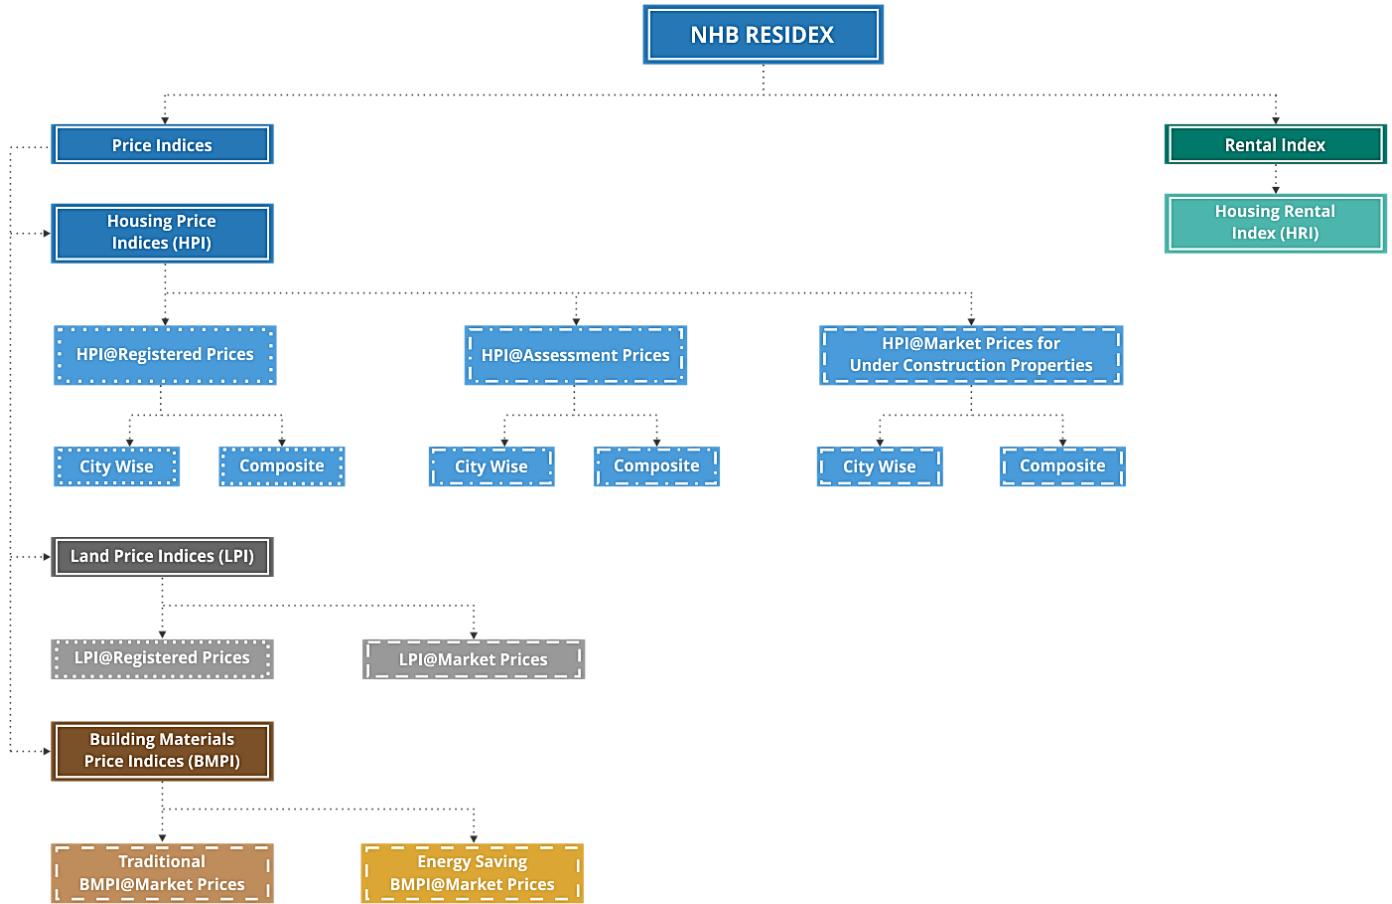 NHB RESIDEX
Price Indices
Rental Index
Housing Price
Indices (HPI)
Housing Rental
Index (HRI)
HPI@Registered Prices
HPI@Assessment Prices
HPI@Market Prices for
Under Construction Properties
City Wise
Composite
City Wise
Composite
City Wise
Composite
Land Price Indices (LPI)
LPI@Registered Prices
LPI@Market Prices
Building Materials
Price Indices (BMPI)
Traditional
BMPI@Market Prices
Energy Saving
BMPI@Market Prices